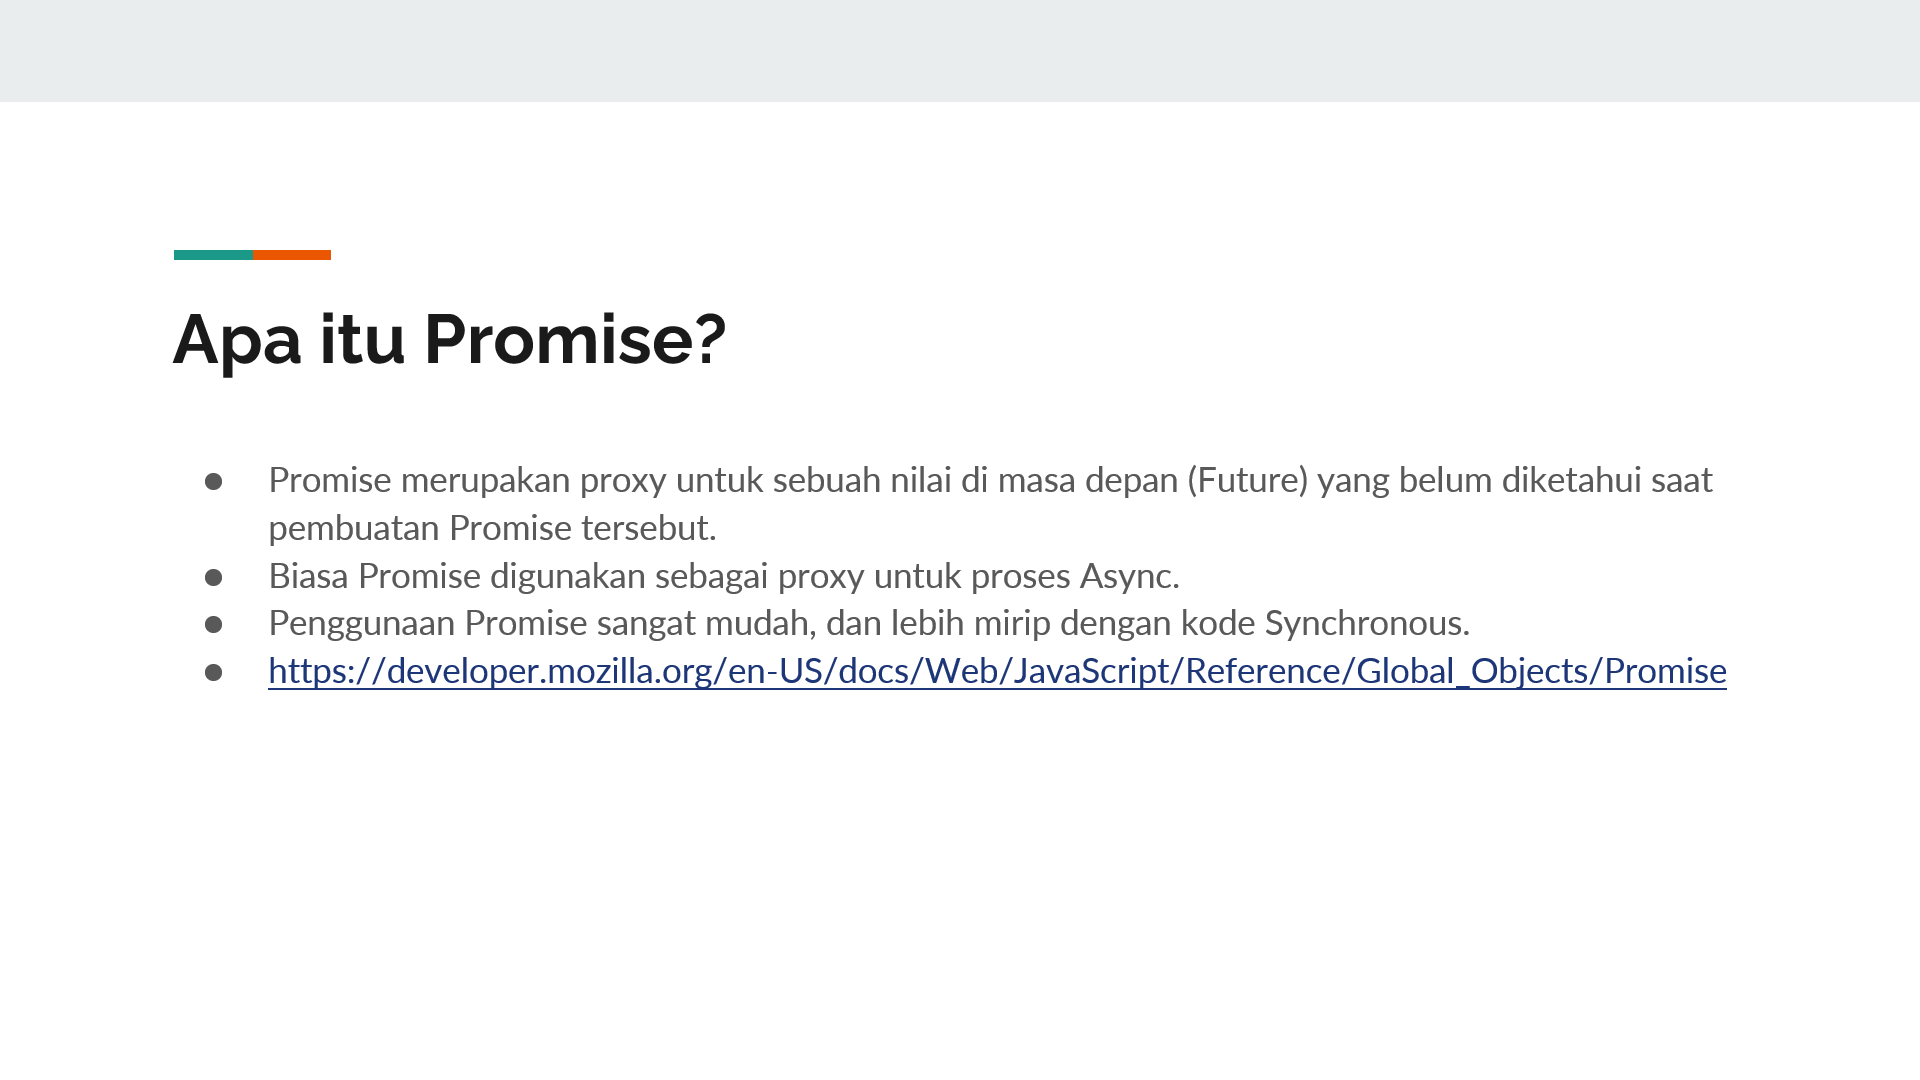 Apa itu Promise?
● Promise merupakan proxy untuk sebuah nilai di masa depan (Future) yang belum diketahui saat
pembuatan Promise tersebut.
● Biasa Promise digunakan sebagai proxy untuk proses Async.
● Penggunaan Promise sangat mudah, dan lebih mirip dengan kode Synchronous.
● https://developer.mozilla.org/en-US/docs/Web/JavaScript/Reference/Global_Objects/Promise